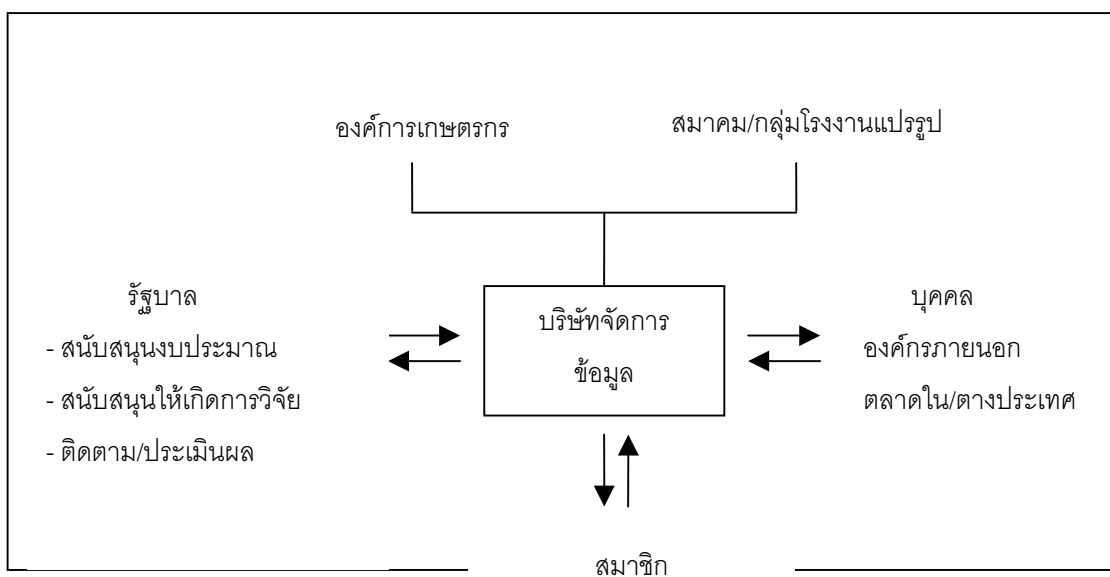 องค์การเกษตรกร
สมาคม/กลุ่มโรงงานแปรรูป
รัฐบาล
- สนับสนุนงบประมาณ
- สนับสนุนให้เกิดการวิจัย
- ติดตาม/ประเมินผล
บริษัทจัดการ
ข้อมูล
บุคคล
องค์กรภายนอก
ตลาดใน/ตางประเทศ
สมาชิก